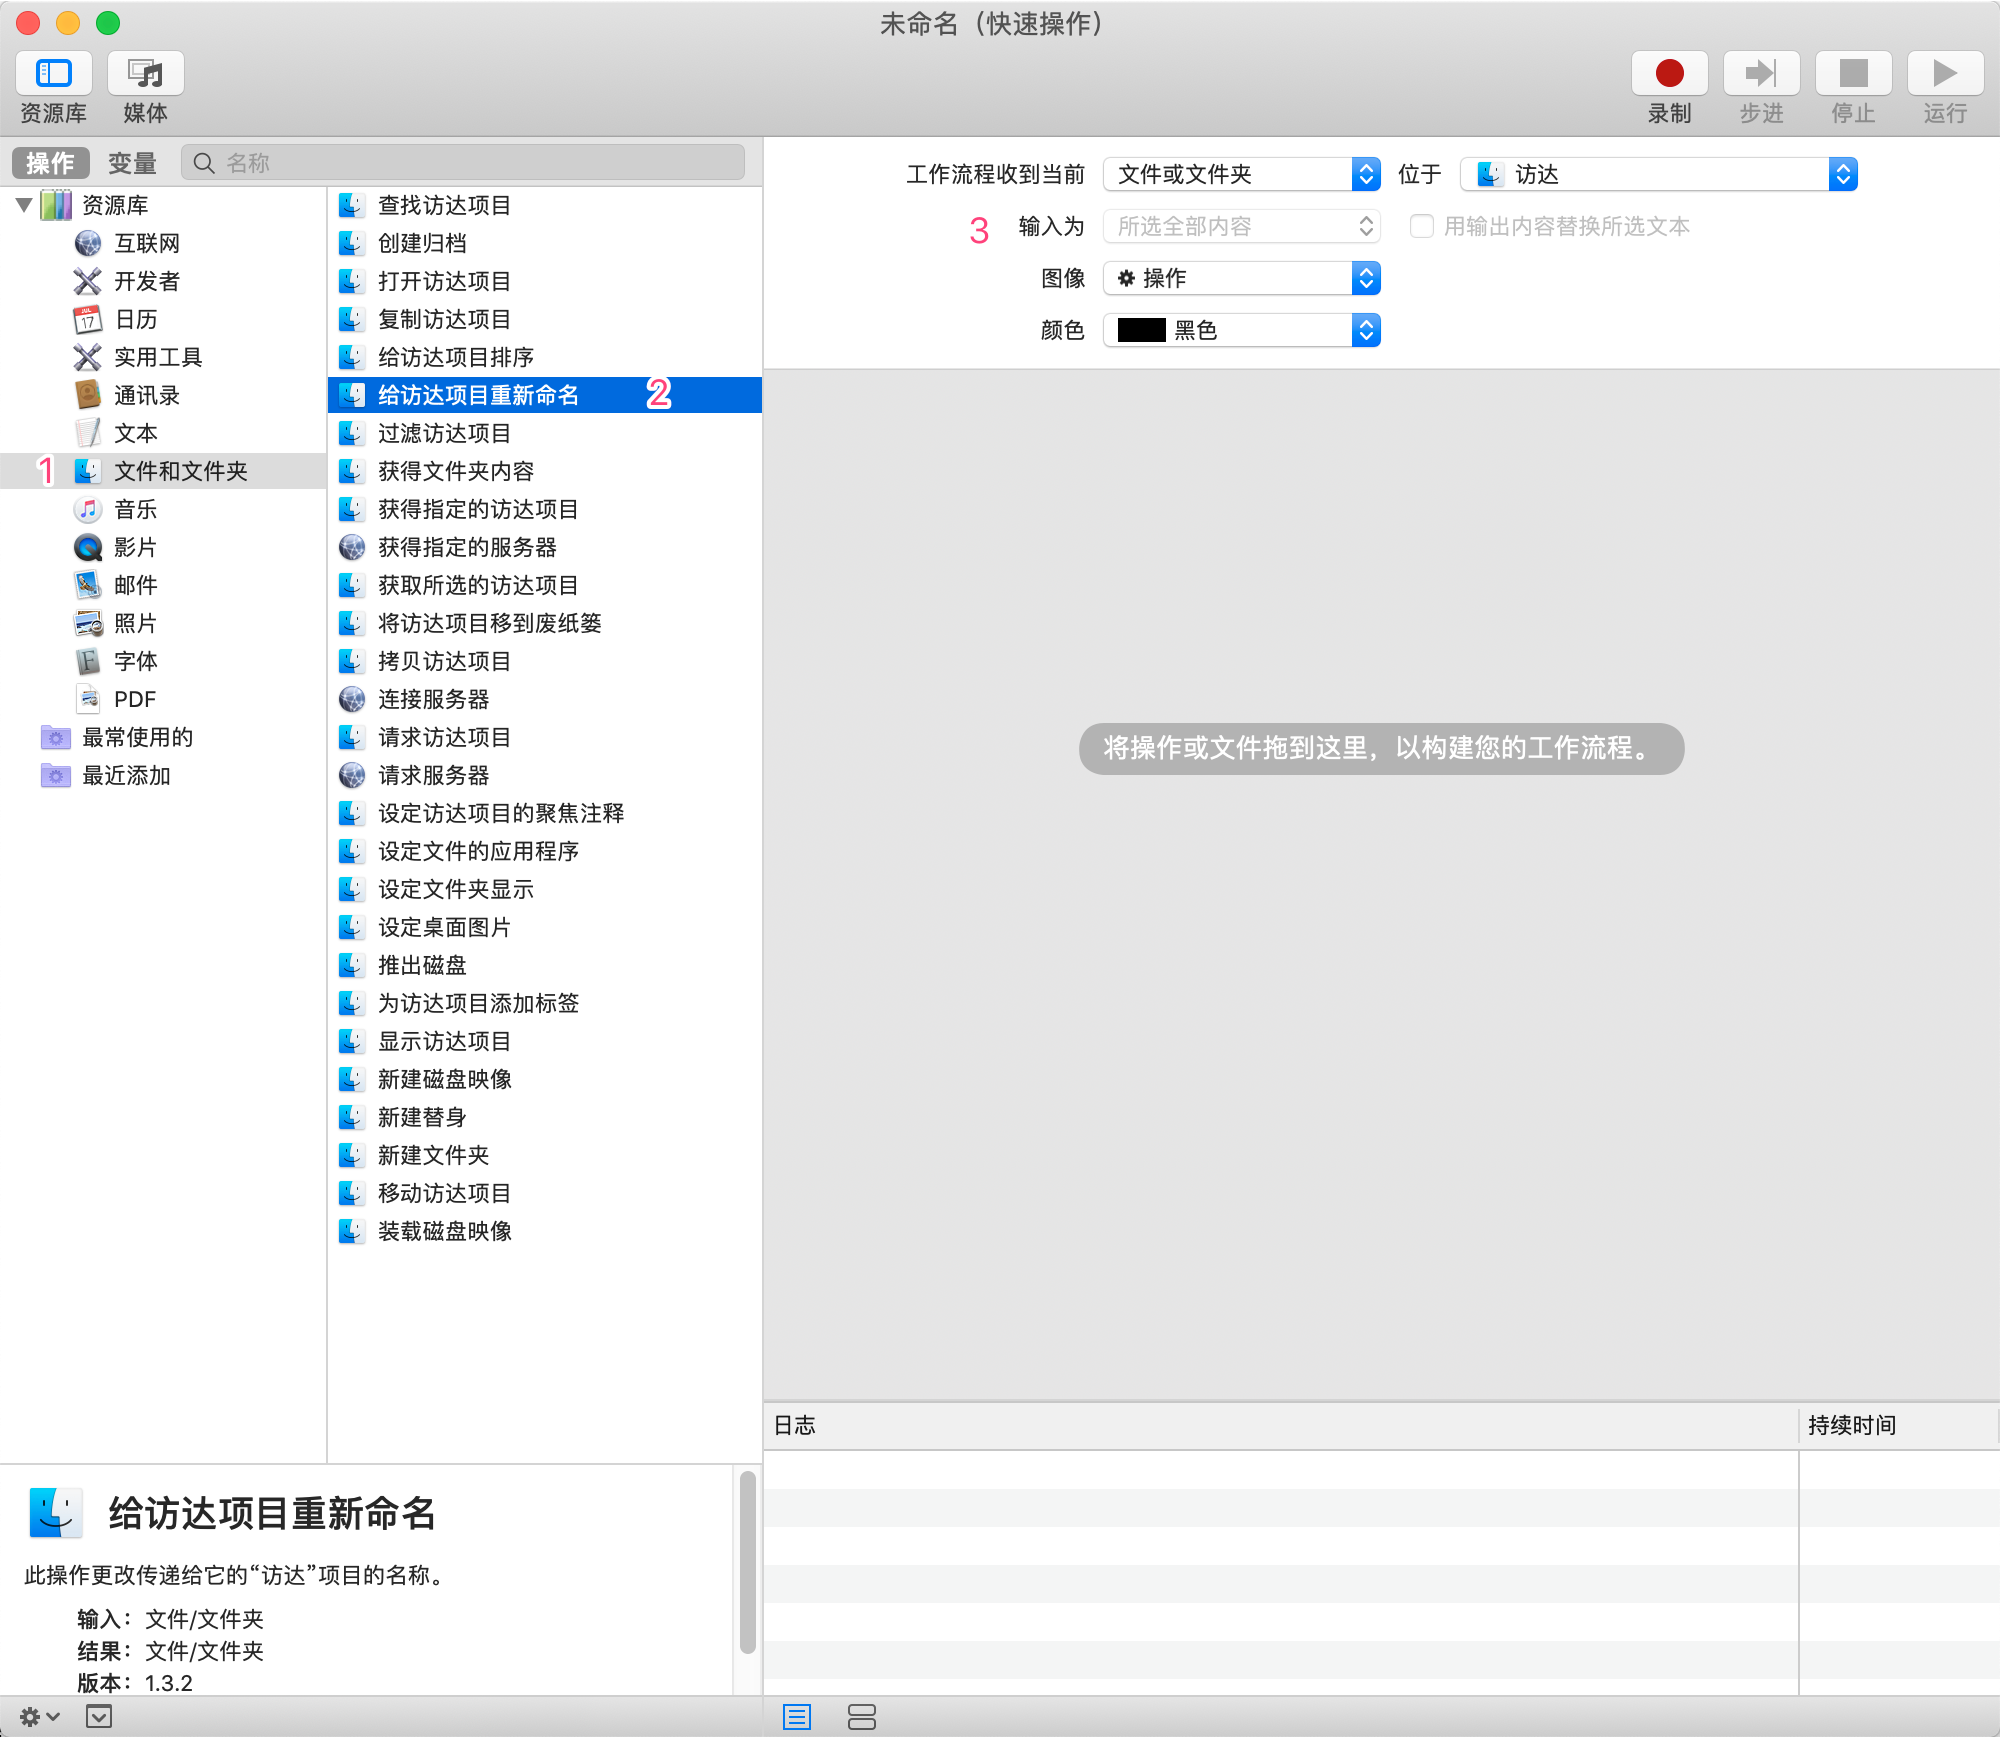 未命名（快速操作）
资源库
媒体
录制
步进
停止
运行
操作
变量
名称
资源库
互联网
开发者
JUL
17
日历
实用工具
通讯录
文本
1
文件和文件夹
音乐
影片
邮件
照片
F
字体
PDF
最常使用的
最近添加
查找访达项目
创建归档
打开访达项目
复制访达项目
给访达项目排序
给访达项目重新命名 2
过滤访达项目
获得文件夹内容
获得指定的访达项目
获得指定的服务器
获取所选的访达项目
将访达项目移到废纸篓
拷贝访达项目
连接服务器
请求访达项目
请求服务器
设定访达项目的聚焦注释
设定文件的应用程序
设定文件夹显示
设定桌面图片
推出磁盘
为访达项目添加标签
显示访达项目
新建磁盘映像
新建替身
新建文件夹
移动访达项目
装载磁盘映像
工作流程收到当前 文件或文件夹 位于 访达
3 输入为 所选全部内容 用输出内容替换所选文本
图像 操作
颜色 黑色
将操作或文件拖到这里，以构建您的工作流程。
日志 持续时间
给访达项目重新命名
此操作更改传递给它的“访达”项目的名称。
输入： 文件/文件夹
结果： 文件/文件夹
版本： 1.3.2